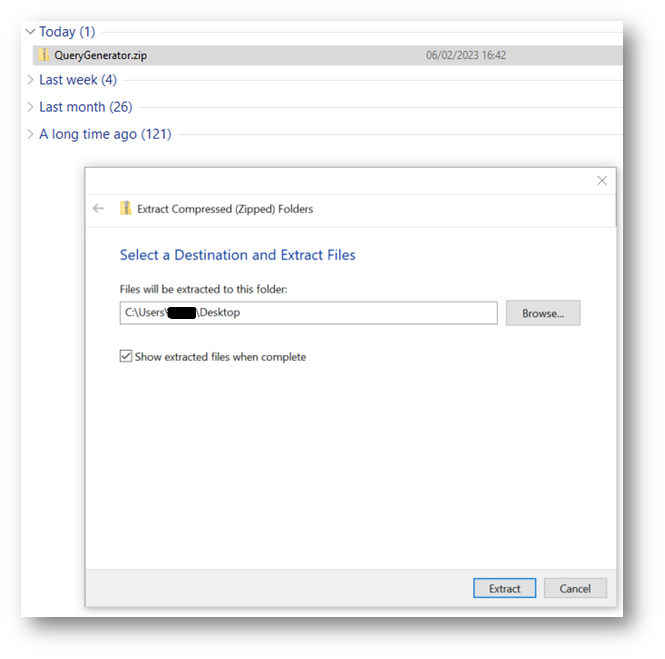 Today (1)
QueryGenerator.zip 06/02/2023 16:42
Last week (4)
Last month (26)
A long time ago (121)
Extract Compressed (Zipped) Folders
Select a Destination and Extract Files
Files will be extracted to this folder:
C:\Users\ \Desktop
Browse...
Show extracted files when complete
Extract Cancel